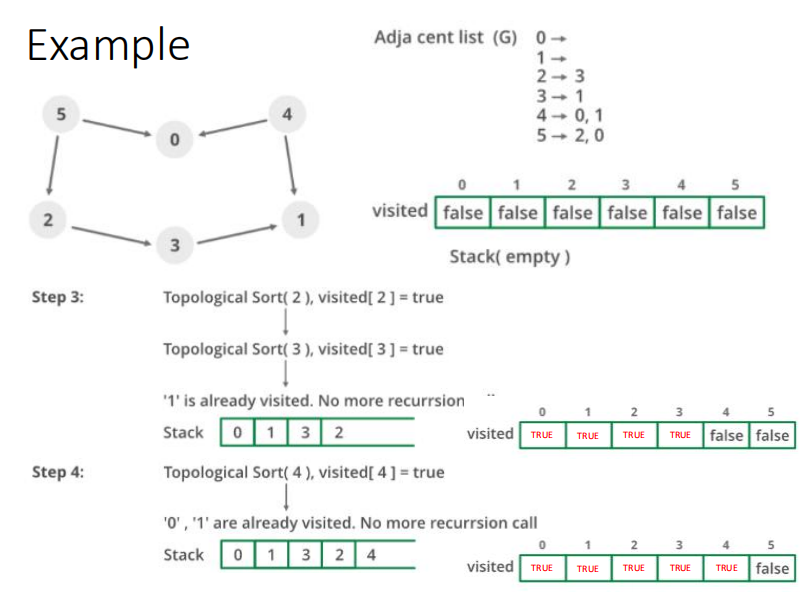 Example
Adja cent list (G) 0 →
1 →
2 → 3
3 → 1
4 → 0, 1
5 → 2, 0
5
4
0
2
1
3
0 1 2 3 4 5
visited false false false false false false
Stack( empty )
Step 3: Topological Sort( 2 ), visited[ 2 ] = true
Topological Sort( 3 ), visited[ 3 ] = true
'1' is already visited. No more recurrsion
0 1 2 3 4 5
Stack 0 1 3 2
visited TRUE TRUE TRUE TRUE false false
Step 4: Topological Sort( 4 ), visited[ 4 ] = true
'0' , '1' are already visited. No more recurrsion call
0 1 2 3 4 5
Stack 0 1 3 2 4
visited TRUE TRUE TRUE TRUE TRUE false